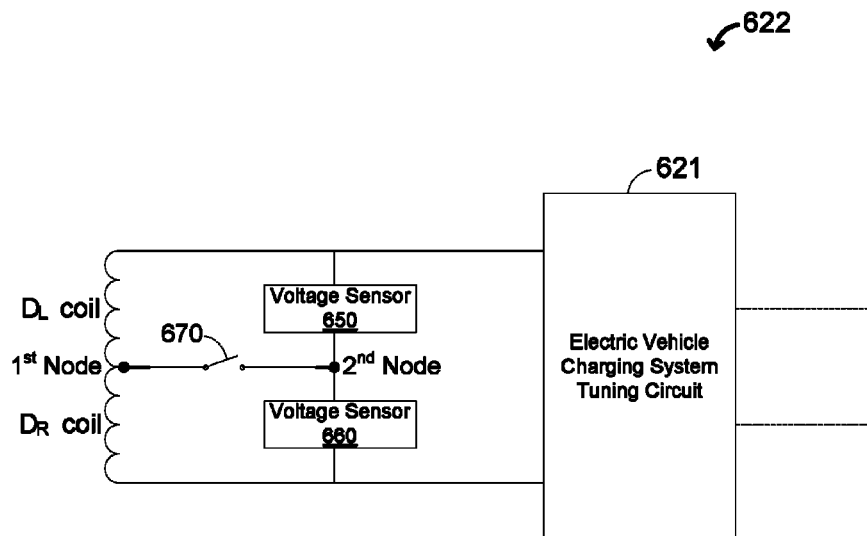 622
621
DL coil
670
Voltage Sensor
650
1st Node
2nd Node
Electric Vehicle
Charging System
Tuning Circuit
DR coil
Voltage Sensor
660